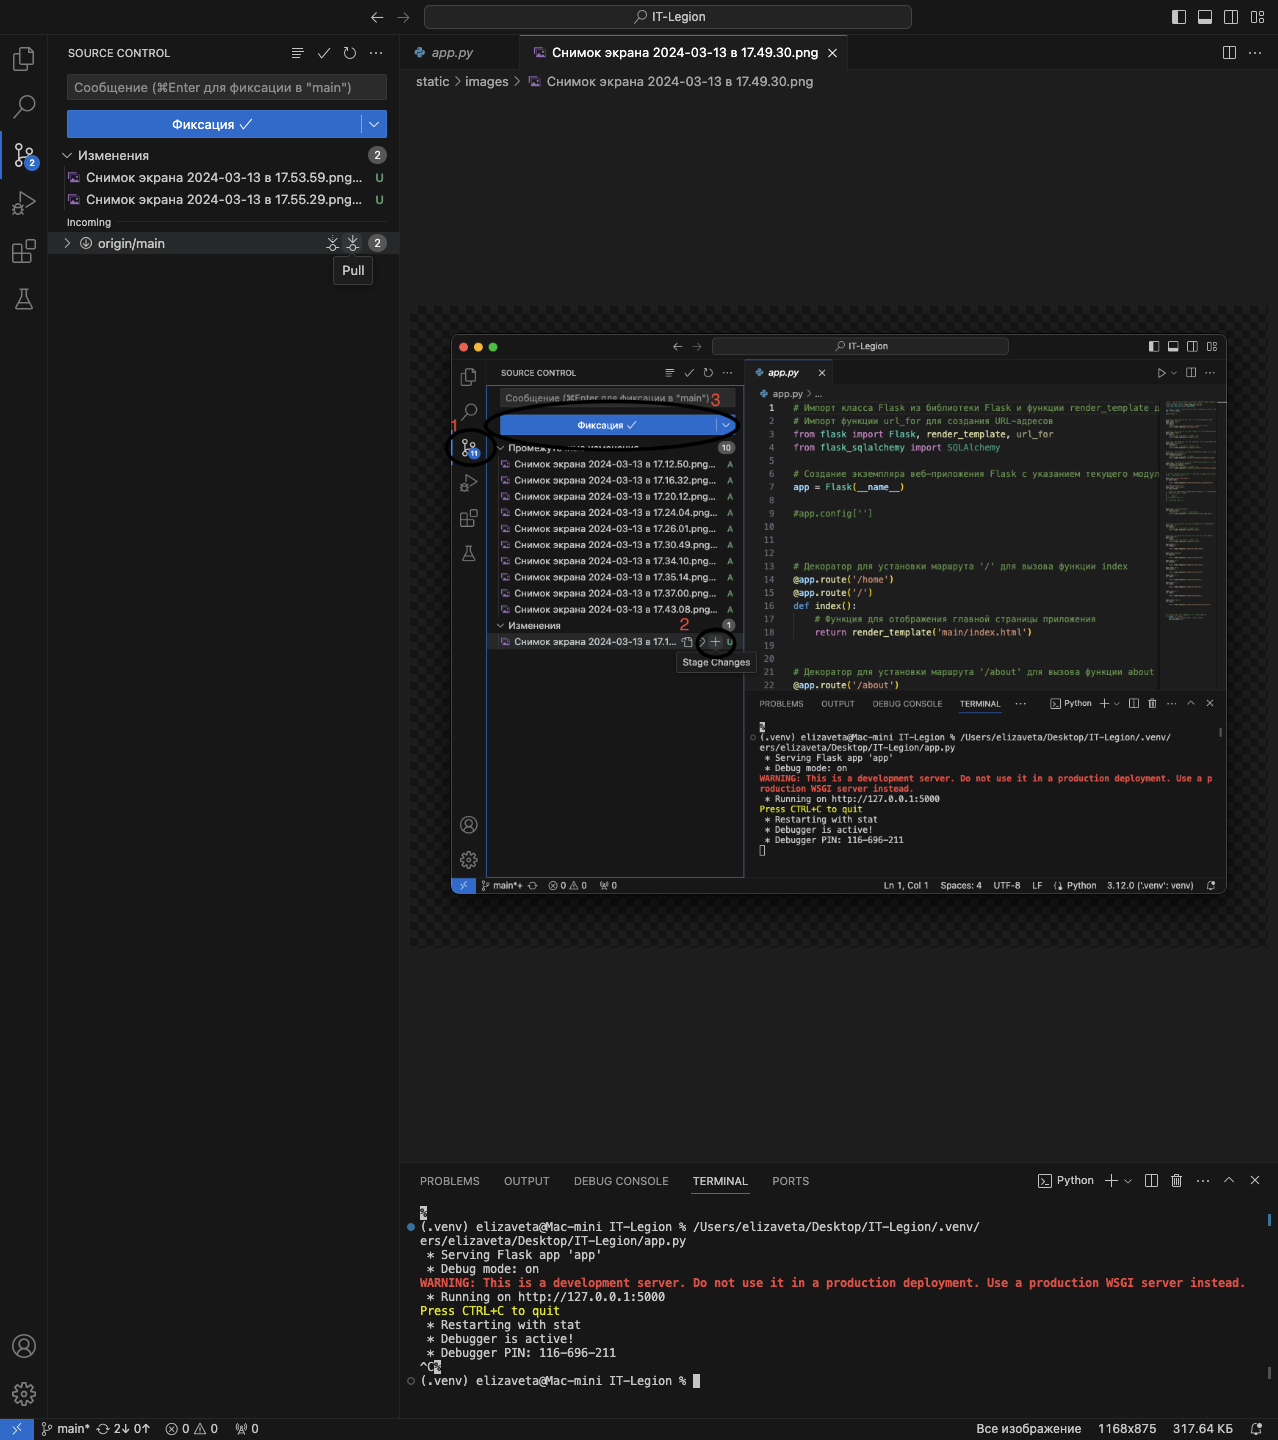 IT-Legion
SOURCE CONTROL
Сообщение (⌘Enter для фиксации в "main")
Фиксация
Изменения
2
Снимок экрана 2024-03-13 в 17.53.59.png... U
Снимок экрана 2024-03-13 в 17.55.29.png... U
2
Incoming
origin/main
2
Pull
app.py
Снимок экрана 2024-03-13 в 17.49.30.png
static > images > Снимок экрана 2024-03-13 в 17.49.30.png
IT-Legion
SOURCE CONTROL
Сообщение (⌘Enter для фиксации в "main")
3
1
Фиксация
11
10
Снимок экрана 2024-03-13 в 17.12.50.png... A
Снимок экрана 2024-03-13 в 17.16.32.png... A
Снимок экрана 2024-03-13 в 17.20.12.png... A
Снимок экрана 2024-03-13 в 17.24.04.png... A
Снимок экрана 2024-03-13 в 17.26.01.png... A
Снимок экрана 2024-03-13 в 17.30.49.png... A
Снимок экрана 2024-03-13 в 17.34.10.png... A
Снимок экрана 2024-03-13 в 17.35.14.png... A
Снимок экрана 2024-03-13 в 17.37.00.png... A
Снимок экрана 2024-03-13 в 17.43.08.png... A
Изменения
2
1
Снимок экрана 2024-03-13 в 17.1... U
Stage Changes
app.py
app.py > ...
1 # Импорт класса Flask из библиотеки Flask и функции render_template д
2 # Импорт функции url_for для создания URL-адресов
3 from flask import Flask, render_template, url_for
4 from flask_sqlalchemy import SQLAlchemy
5
6 # Создание экземпляра веб-приложения Flask с указанием текущего модул
7 app = Flask(__name__)
8
9 #app.config['']
10
11
12
13 # Декоратор для установки маршрута '/' для вызова функции index
14 @app.route('/home')
15 @app.route('/')
16 def index():
17 # Функция для отображения главной страницы приложения
18 return render_template('main/index.html')
19
20
21 # Декоратор для установки маршрута '/about' для вызова функции about
22 @app.route('/about')
PROBLEMS OUTPUT DEBUG CONSOLE TERMINAL ... Python
%
(.venv) elizaveta@Mac-mini IT-Legion % /Users/elizaveta/Desktop/IT-Legion/.venv/
ers/elizaveta/Desktop/IT-Legion/app.py
* Serving Flask app 'app'
* Debug mode: on
WARNING: This is a development server. Do not use it in a production deployment. Use a p
roduction WSGI server instead.
* Running on http://127.0.0.1:5000
Press CTRL+C to quit
* Restarting with stat
* Debugger is active!
* Debugger PIN: 116-696-211
main*+ 0 0 0 Ln 1, Col 1 Spaces: 4 UTF-8 LF Python 3.12.0 ('.venv': venv)
PROBLEMS OUTPUT DEBUG CONSOLE TERMINAL PORTS Python
%
(.venv) elizaveta@Mac-mini IT-Legion % /Users/elizaveta/Desktop/IT-Legion/.venv/
ers/elizaveta/Desktop/IT-Legion/app.py
* Serving Flask app 'app'
* Debug mode: on
WARNING: This is a development server. Do not use it in a production deployment. Use a production WSGI server instead.
* Running on http://127.0.0.1:5000
Press CTRL+C to quit
* Restarting with stat
* Debugger is active!
* Debugger PIN: 116-696-211
^C%
(.venv) elizaveta@Mac-mini IT-Legion %
main* 2↓ 0↑ 0 0 0 Все изображение 1168x875 317.64 КБ